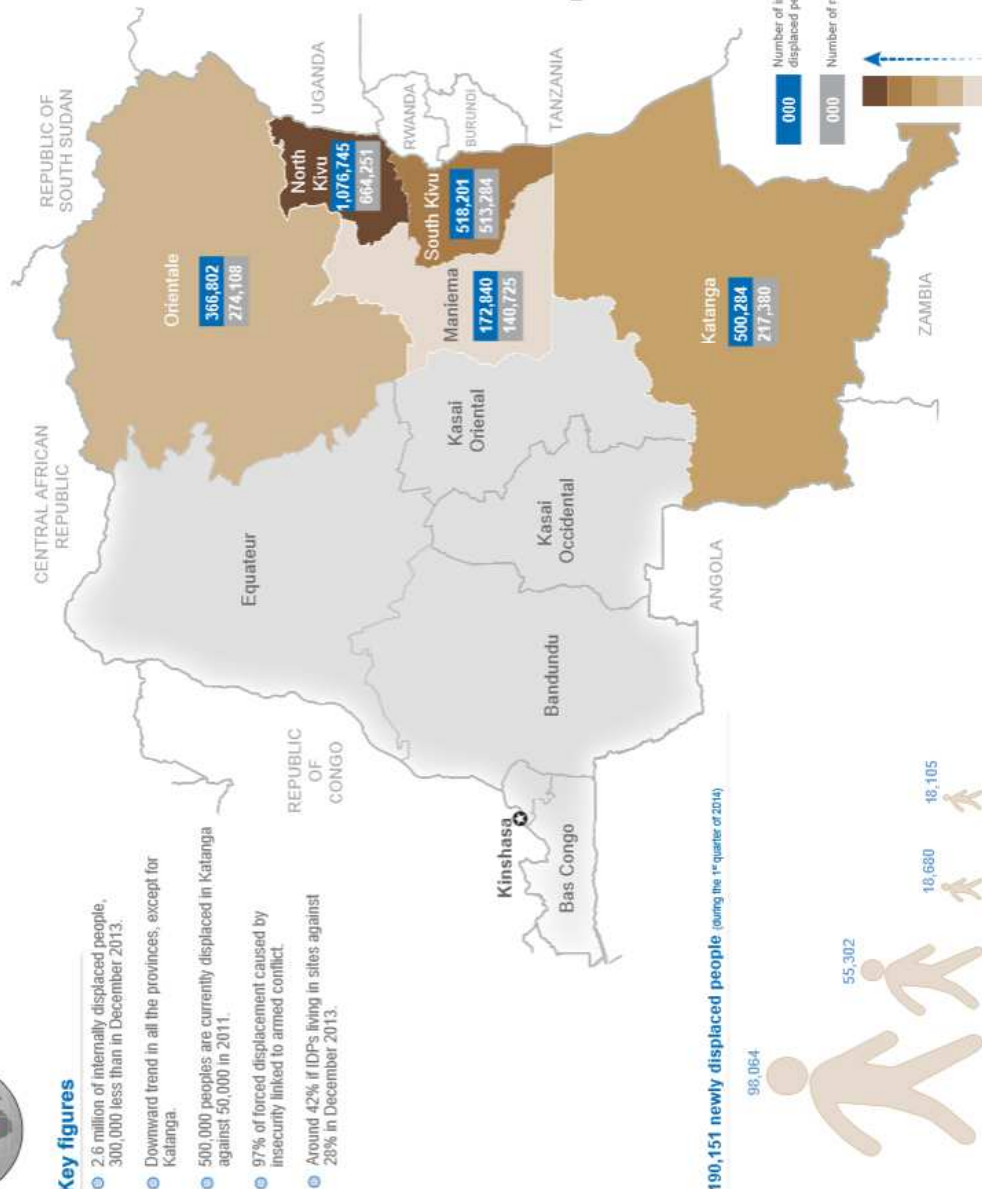 Key figures
2.6 million of internally displaced people,
300,000 less than in December 2013.
Downward trend in all the provinces, except for
Katanga.
500,000 peoples are currently displaced in Katanga
against 50,000 in 2011.
97% of forced displacement caused by
insecurity linked to armed conflict.
Around 42% if IDPs living in sites against
28% in December 2013.
CENTRAL AFRICAN
REPUBLIC
REPUBLIC OF
SOUTH SUDAN
Orientale
366,802
274,108
UGANDA
North
Kivu
1,076,745
664,251
RWANDA
BURUNDI
South Kivu
518,201
513,284
TANZANIA
Maniema
172,840
140,725
Equateur
Kasai
Oriental
Kasai
Occidental
Bandundu
REPUBLIC
OF
CONGO
Kinshasa
Bas Congo
ANGOLA
Katanga
500,284
217,380
ZAMBIA
000
Number of
displaced
000
Number of
190,151 newly displaced people (during the 1st quarter of 2014)
98,064
55,302
18,680
18,105